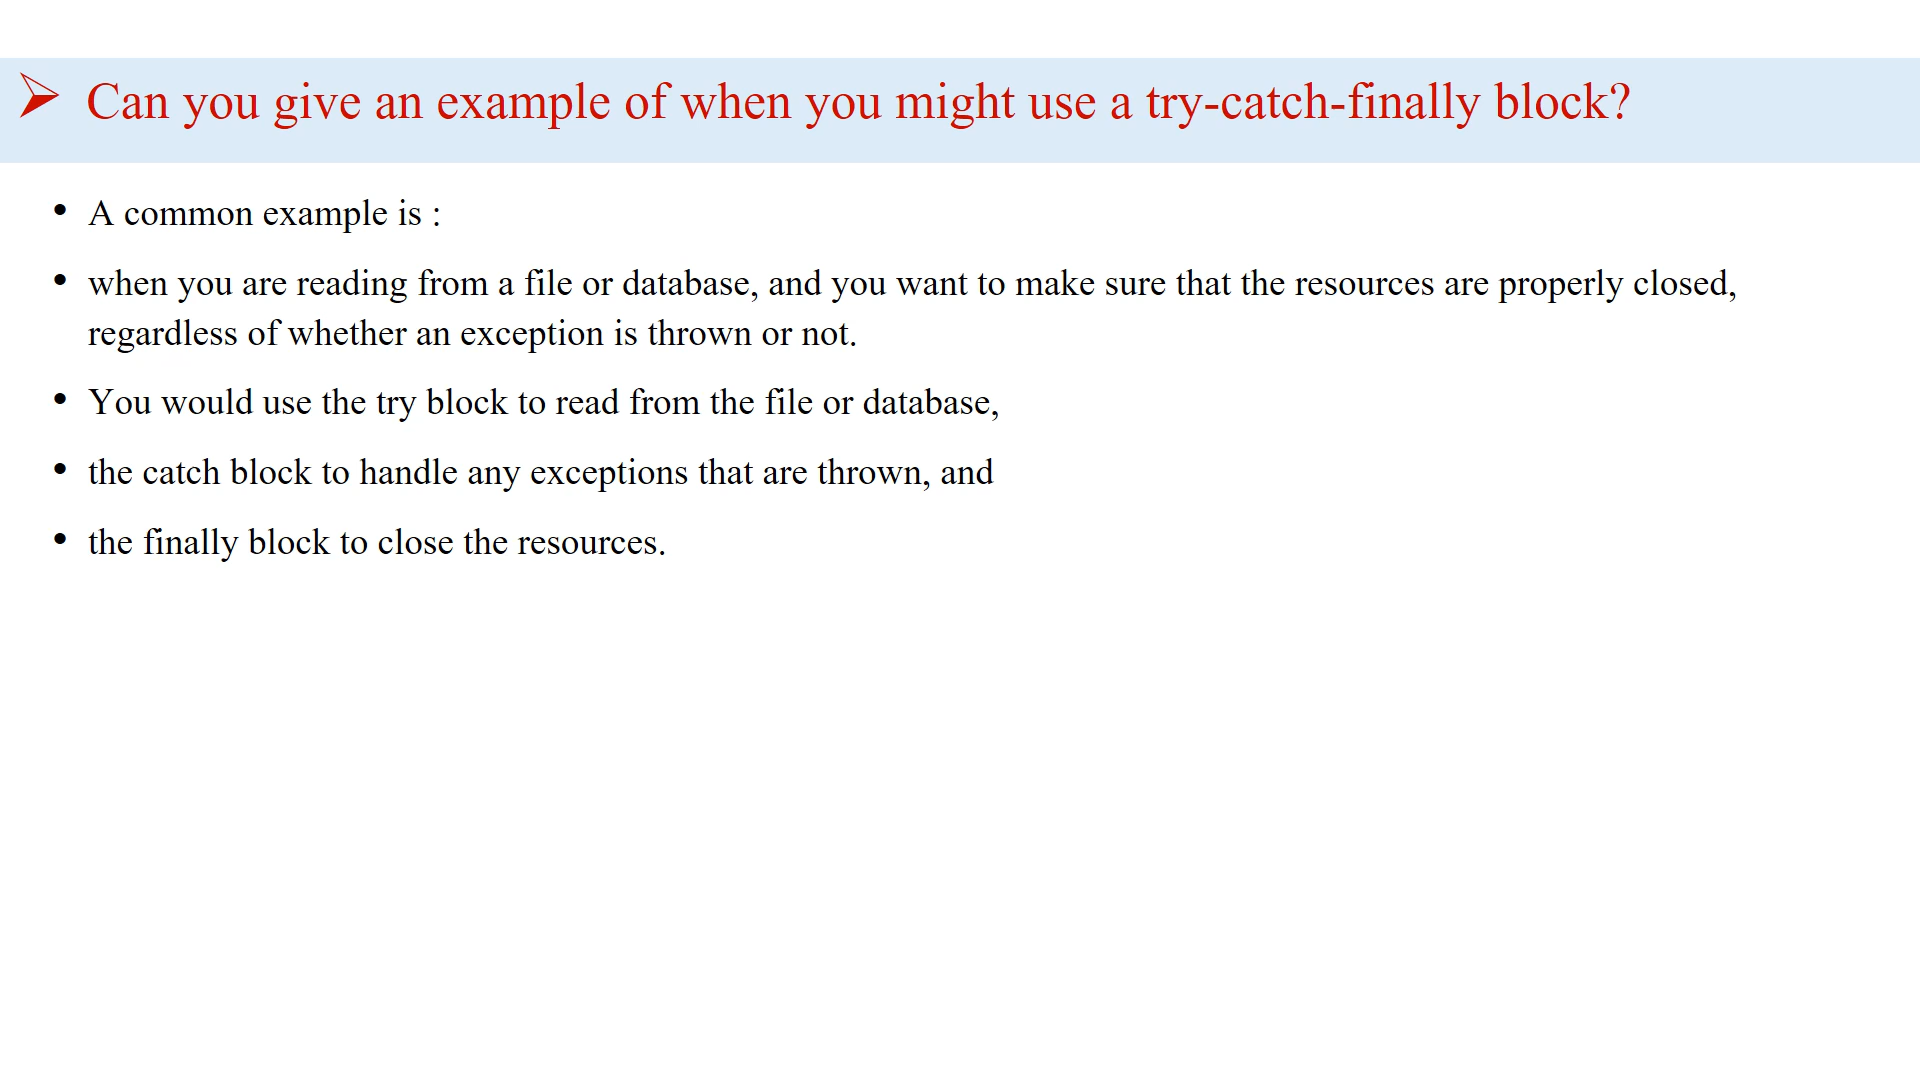 ➢ Can you give an example of when you might use a try-catch-finally block?
• A common example is :
• when you are reading from a file or database, and you want to make sure that the resources are properly closed,
regardless of whether an exception is thrown or not.
• You would use the try block to read from the file or database,
• the catch block to handle any exceptions that are thrown, and
• the finally block to close the resources.